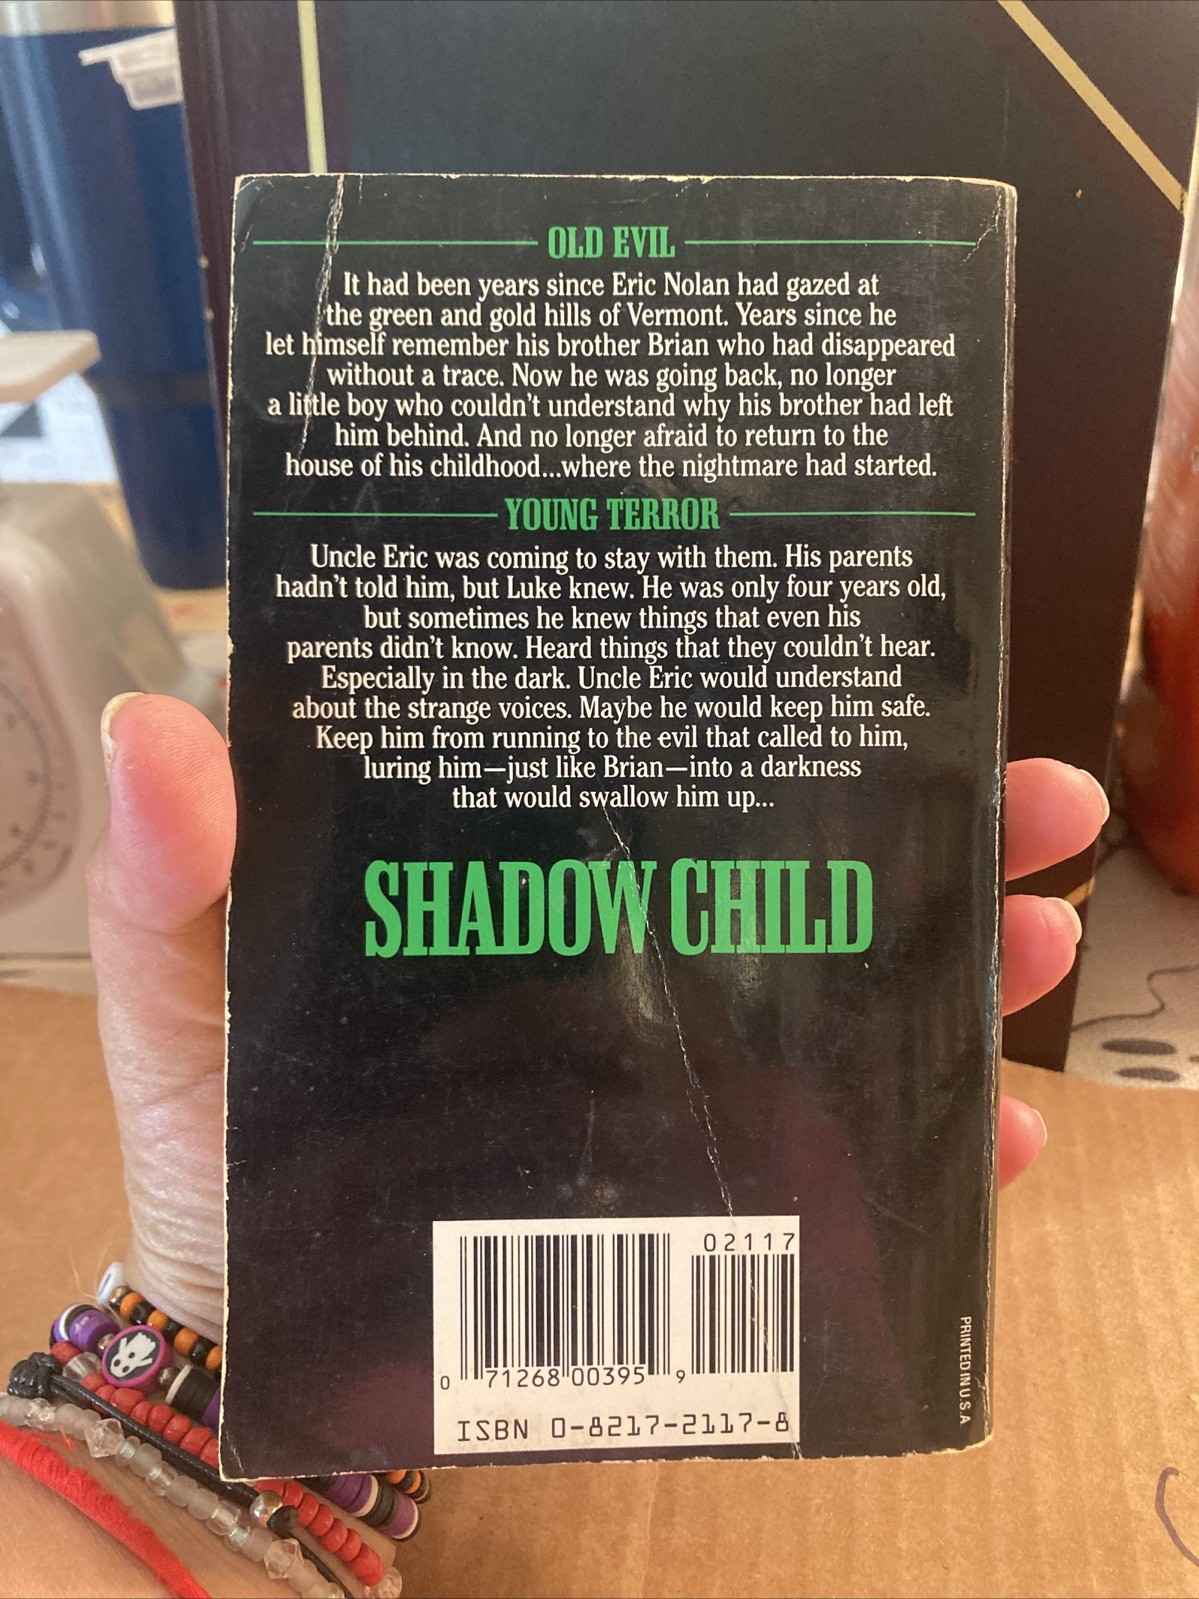 OLD EVIL
It had been years since Eric Nolan had gazed at
the green and gold hills of Vermont. Years since he
let himself remember his brother Brian who had disappeared
without a trace. Now he was going back, no longer
a little boy who couldn't understand why his brother had left
him behind. And no longer afraid to return to the
house of his childhood...where the nightmare had started.
YOUNG TERROR
Uncle Eric was coming to stay with them. His parents
hadn't told him, but Luke knew. He was only four years old,
but sometimes he knew things that even his
parents didn't know. Heard things that they couldn't hear.
Especially in the dark. Uncle Eric would understand
about the strange voices. Maybe he would keep him safe.
Keep him from running to the evil that called to him,
luring him—just like Brian—into a darkness
that would swallow him up...
SHADOW CHILD
02117
0 71268 00395 9
ISBN 0-8217-2117-8
PRINTED IN U.S.A